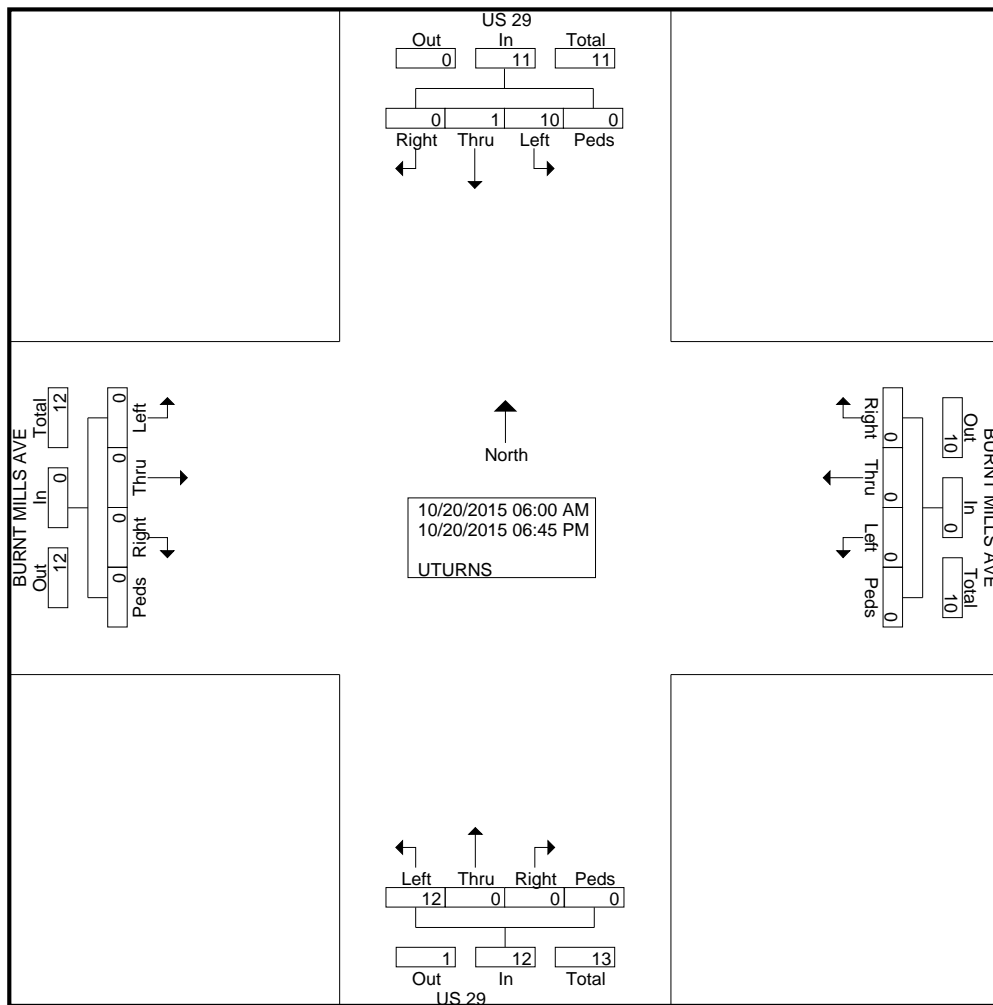 US 29
Out In Total
0 11 11
0 1 10 0
Right Thru Left Peds
BURNT MILLS AVE
Total In Out
12 0 12
0 0 0 0
Left Thru Right Peds
North
10/20/2015 06:00 AM
10/20/2015 06:45 PM
UTURNS
Right Thru Left Peds
0 0 0 0
Out In Total
10 0 10
BURNT MILLS AVE
Left Thru Right Peds
12 0 0 0
1 12 13
Out In Total
US 29